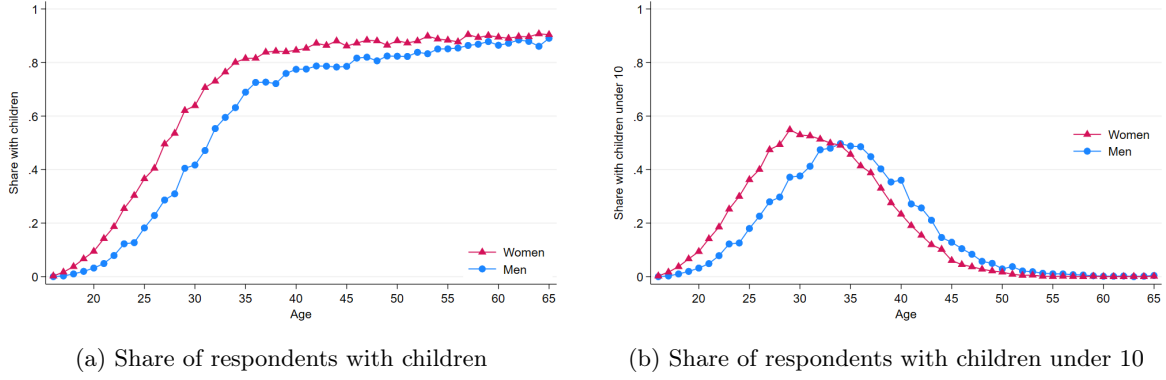 1
.8
.6
.4
.2
0
Share with children
Women
Men
20 25 30 35 40 45 50 55 60 65
Age
(a) Share of respondents with children
1
.8
.6
.4
.2
0
Share with children under 10
Women
Men
20 25 30 35 40 45 50 55 60 65
Age
(b) Share of respondents with children under 10